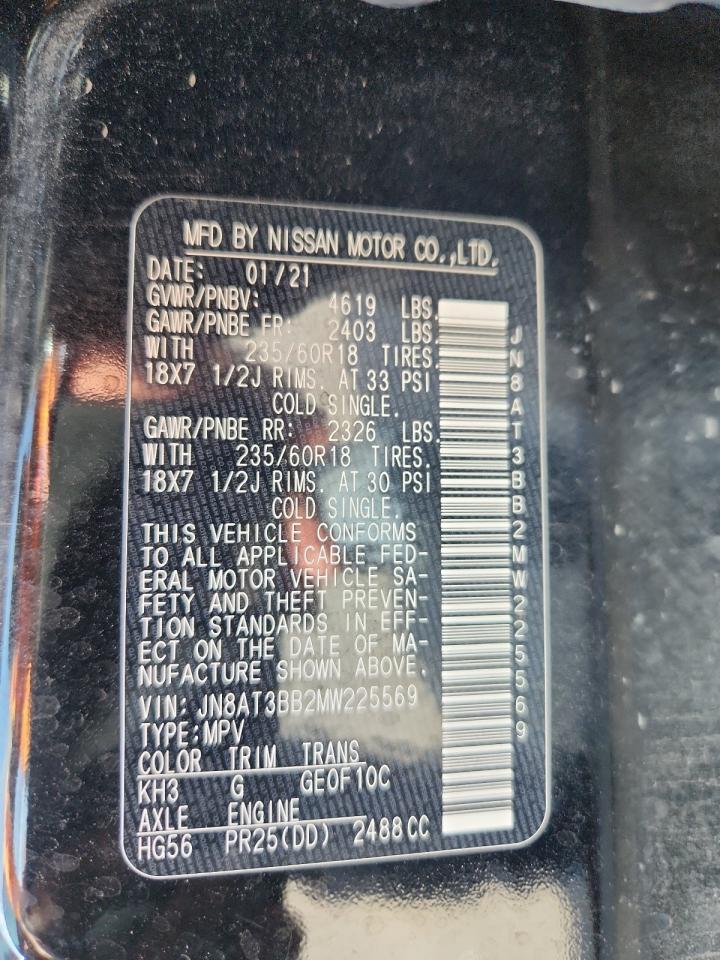 MFD BY NISSAN MOTOR CO.,LTD.
DATE: 01/21
GVWR/PNBV: 4619 LBS.
GAWR/PNBE FR: 2403 LBS.
WITH 235/60R18 TIRES.
18X7 1/2J RIMS. AT 33 PSI
COLD SINGLE.
GAWR/PNBE RR: 2326 LBS.
WITH 235/60R18 TIRES.
18X7 1/2J RIMS. AT 30 PSI
COLD SINGLE.
THIS VEHICLE CONFORMS
TO ALL APPLICABLE FED-
ERAL MOTOR VEHICLE SA-
FETY AND THEFT PREVEN-
TION STANDARDS IN EFF-
ECT ON THE DATE OF MA-
NUFACTURE SHOWN ABOVE.
VIN: JN8AT3BB2MW225569
TYPE:MPV
COLOR TRIM TRANS
KH3 G GE0F10C
AXLE ENGINE
HG56 PR25(DD) 2488CC
JN8AT3BB2MW225569